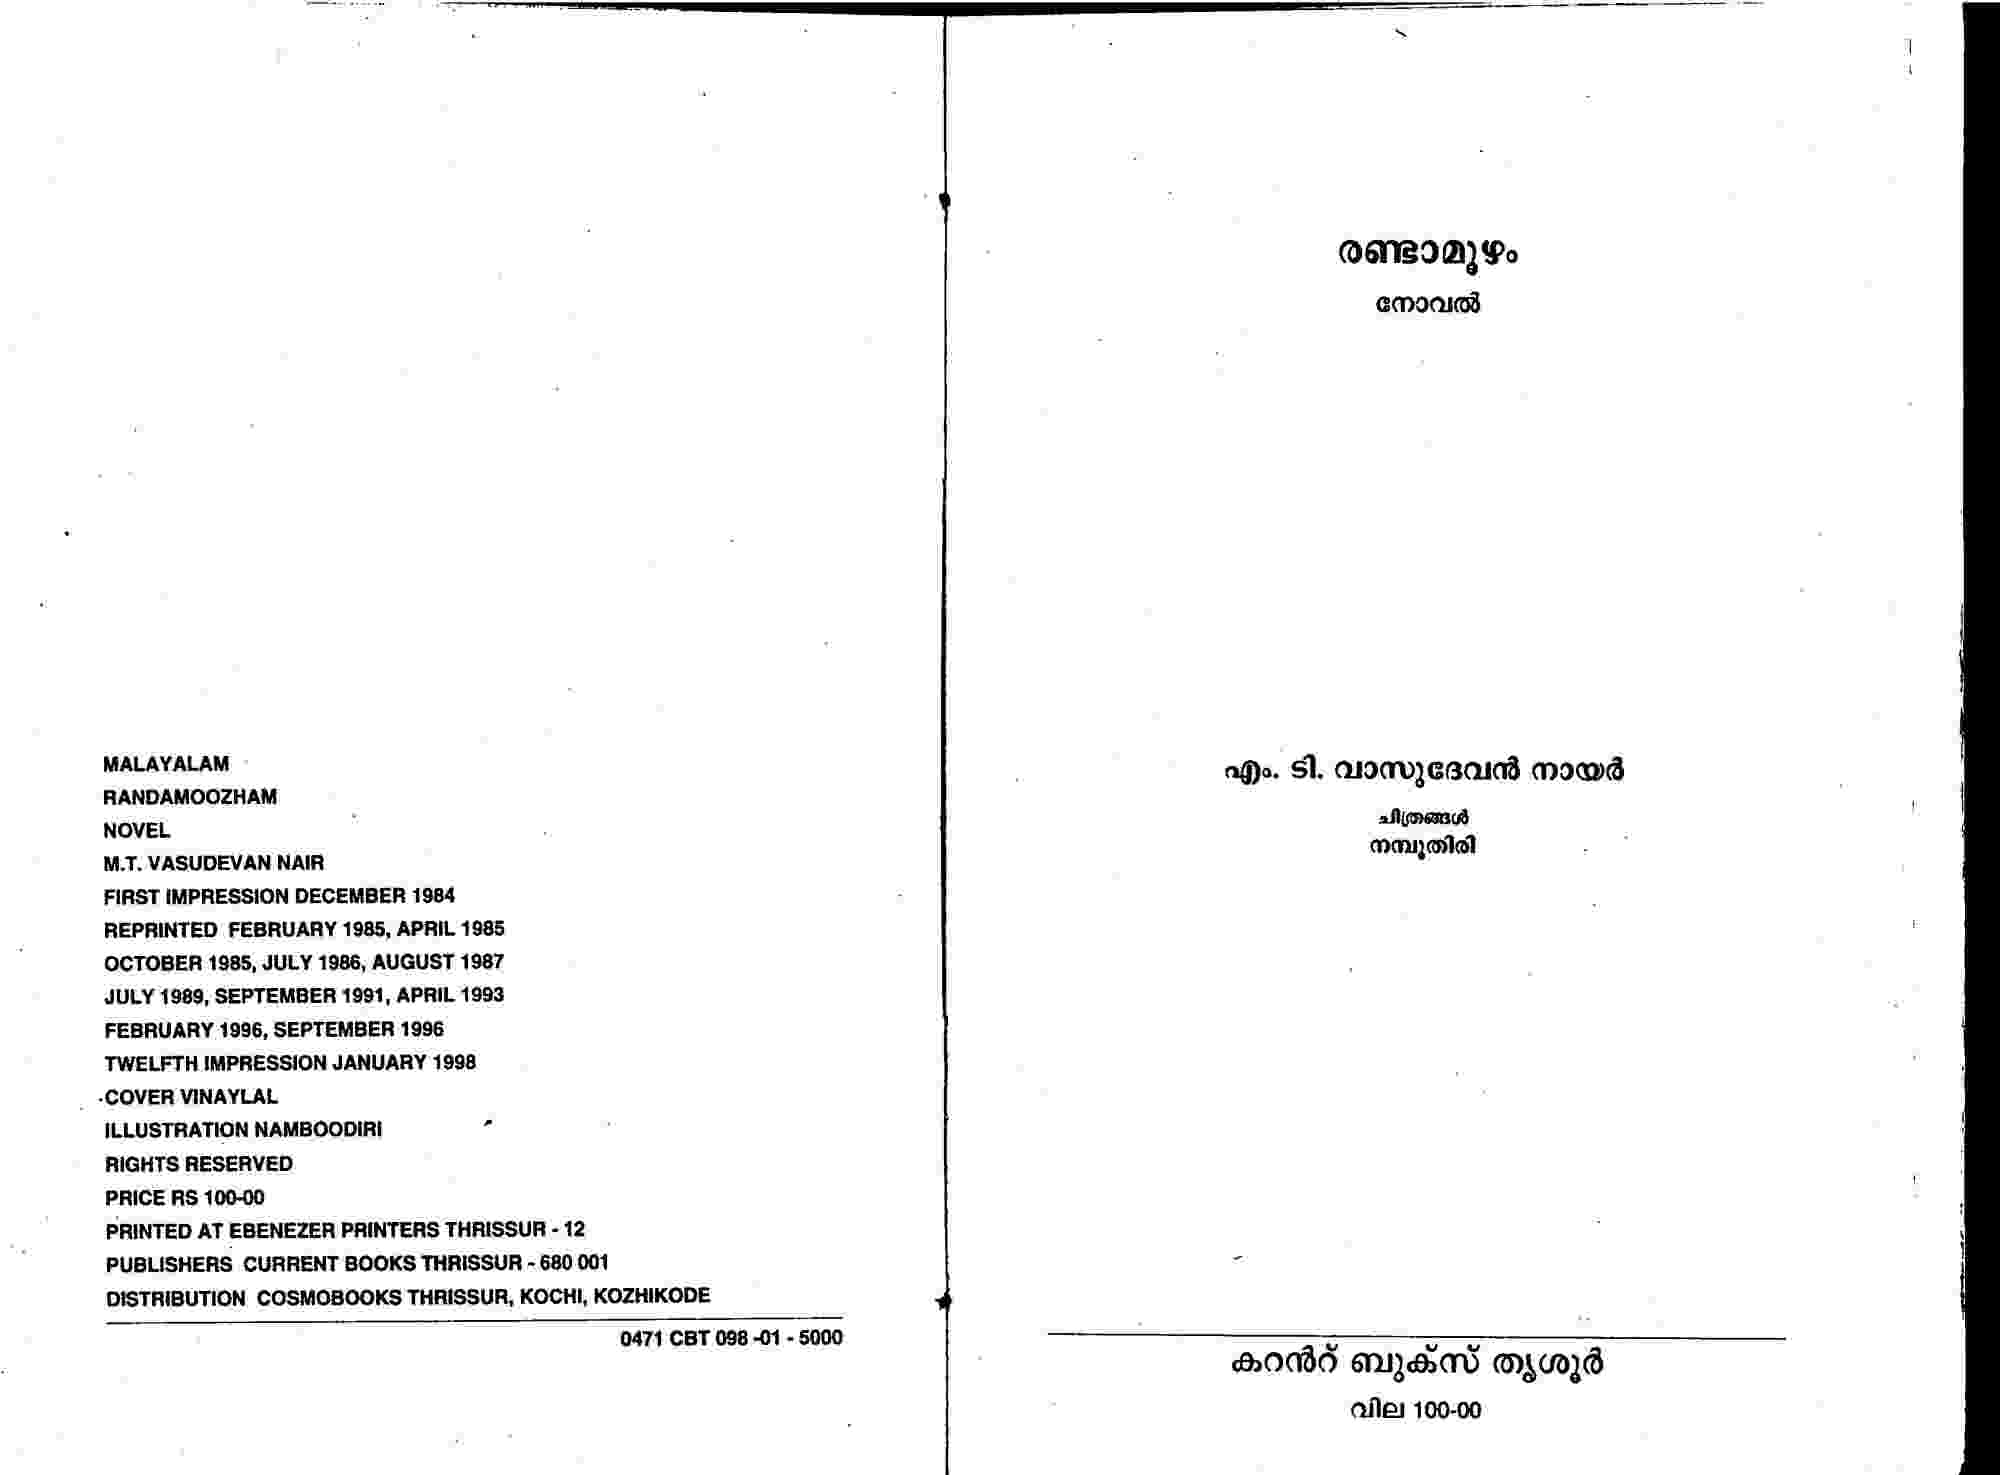 MALAYALAM
RANDAMOOZHAM
NOVEL
M.T. VASUDEVAN NAIR
FIRST IMPRESSION DECEMBER 1984
REPRINTED FEBRUARY 1985, APRIL 1985
OCTOBER 1985, JULY 1986, AUGUST 1987
JULY 1989, SEPTEMBER 1991, APRIL 1993
FEBRUARY 1996, SEPTEMBER 1996
TWELFTH IMPRESSION JANUARY 1998
COVER VINAYLAL
ILLUSTRATION NAMBOODIRI
RIGHTS RESERVED
PRICE RS 100-00
PRINTED AT EBENEZER PRINTERS THRISSUR - 12
PUBLISHERS CURRENT BOOKS THRISSUR - 680 001
DISTRIBUTION COSMOBOOKS THRISSUR, KOCHI, KOZHIKODE
0471 CBT 098 -01 - 5000
രണ്ടാമൂഴം
നോവൽ
എം. ടി. വാസുദേവൻ നായർ
ചിത്രങ്ങൾ
നമ്പൂതിരി
കറൻറ് ബുക്സ് തൃശൂർ
വില 100-00